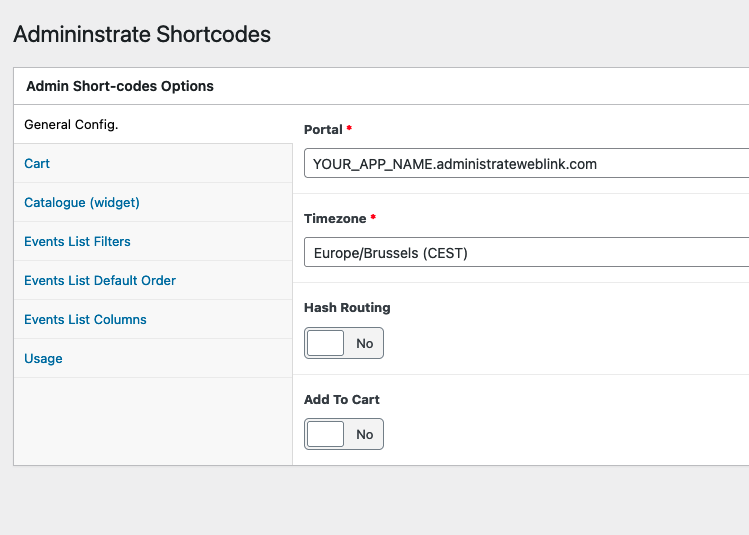 Admininstrate Shortcodes
Admin Short-codes Options
General Config.
Cart
Catalogue (widget)
Events List Filters
Events List Default Order
Events List Columns
Usage
Portal *
YOUR_APP_NAME.administrateweblink.com
Timezone *
Europe/Brussels (CEST)
Hash Routing
No
Add To Cart
No